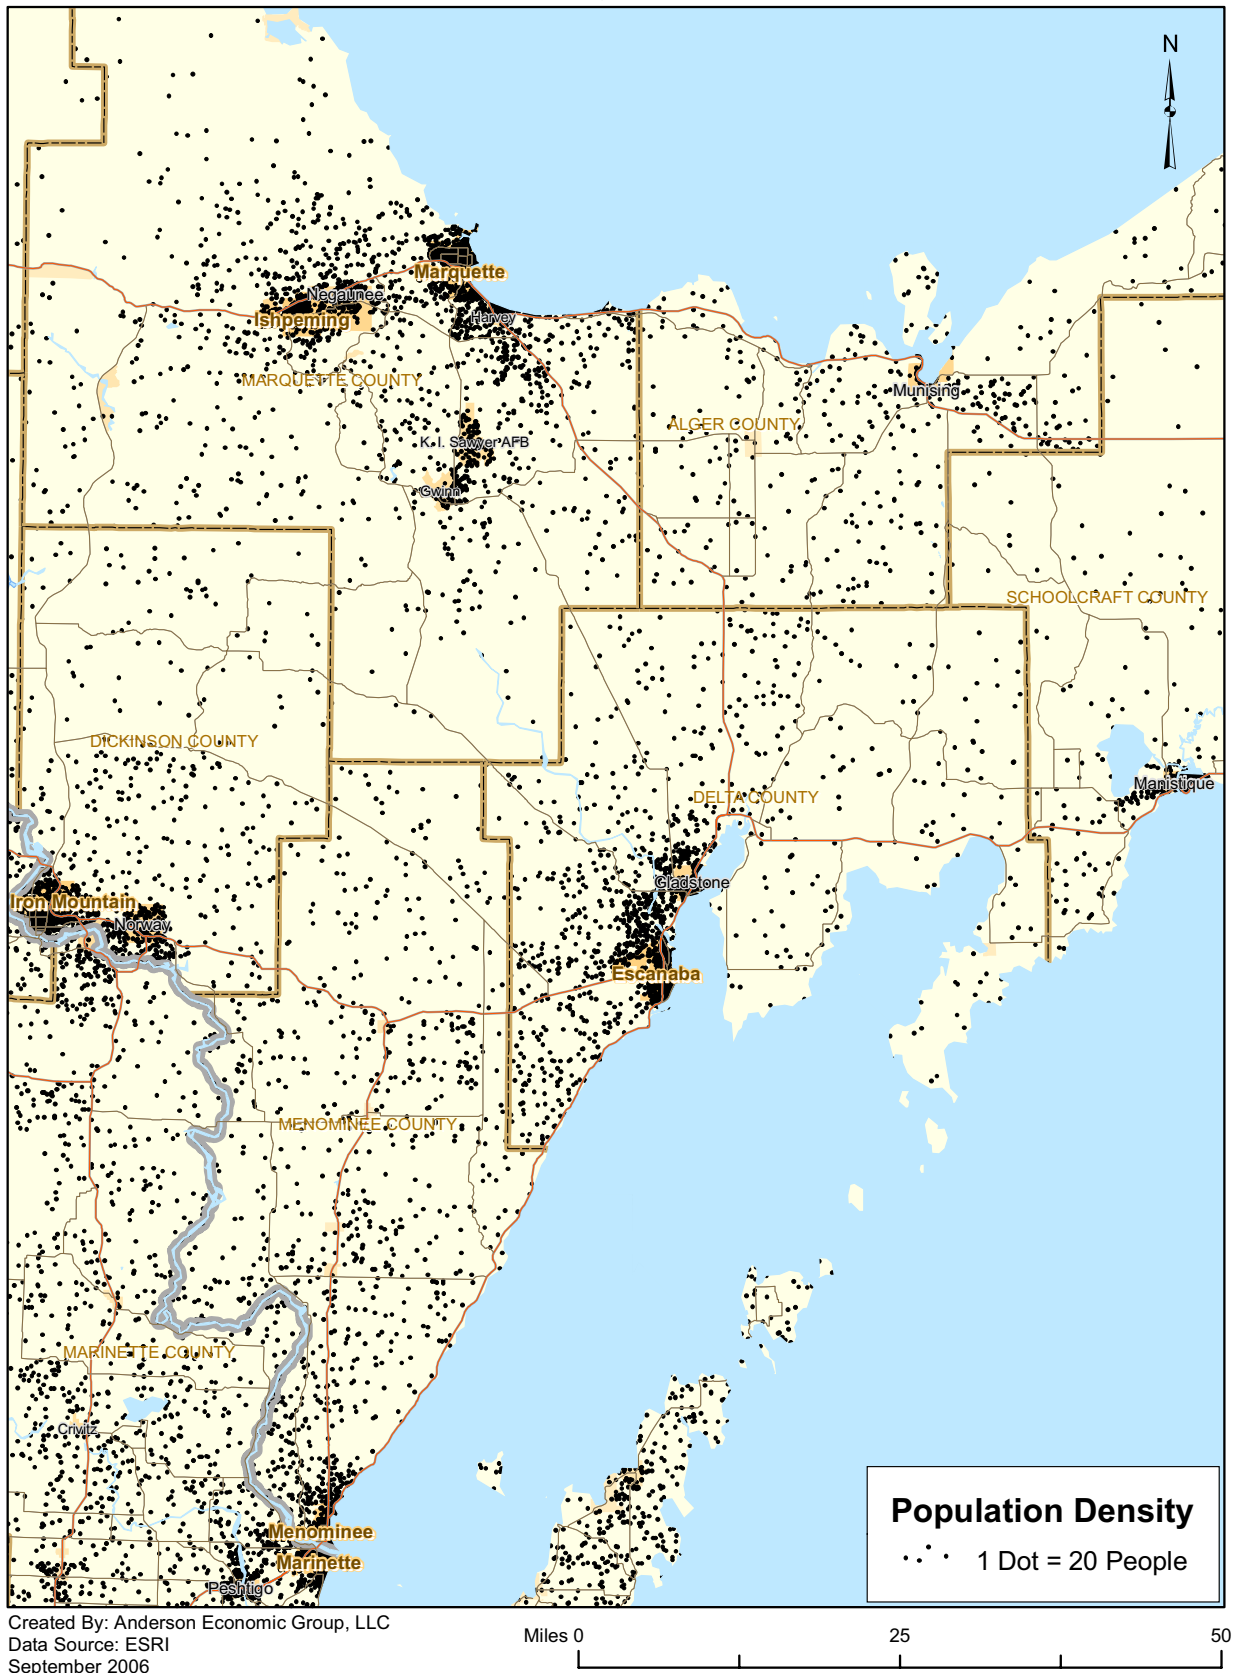 N
Marquette
Negaunee
Ishpeming
Harvey
MARQUETTE COUNTY
Munising
ALGER COUNTY
K. I. Sawyer AFB
Gwinn
SCHOOLCRAFT COUNTY
DICKINSON COUNTY
Manistique
DELTA COUNTY
Gladstone
Iron Mountain
Norway
Escanaba
MENOMINEE COUNTY
MARINETTE COUNTY
Crivitz
Menominee
Marinette
Peshtigo
Population Density
1 Dot = 20 People
Created By: Anderson Economic Group, LLC
Data Source: ESRI
September 2006
Miles 0 25 50